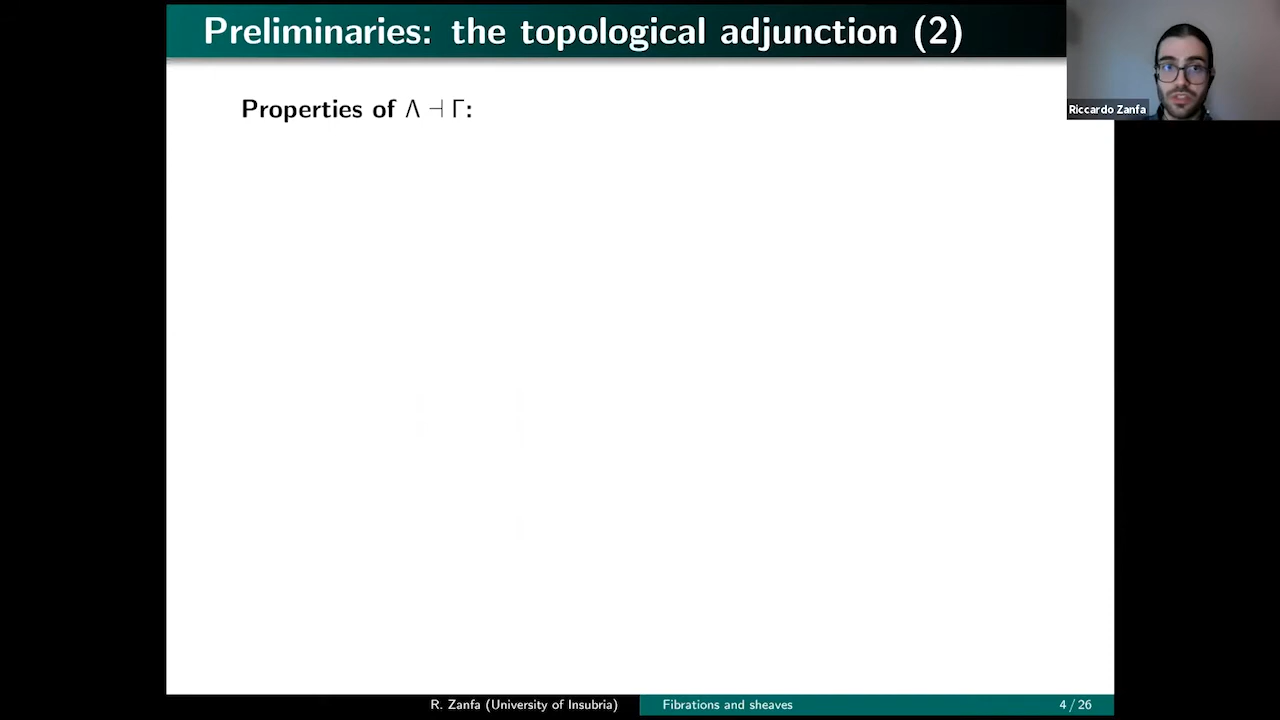 Preliminaries: the topological adjunction (2)
Riccardo Zanfa
Properties of Λ ⊣ Γ:
R. Zanfa (University of Insubria)
Fibrations and sheaves
4 / 26